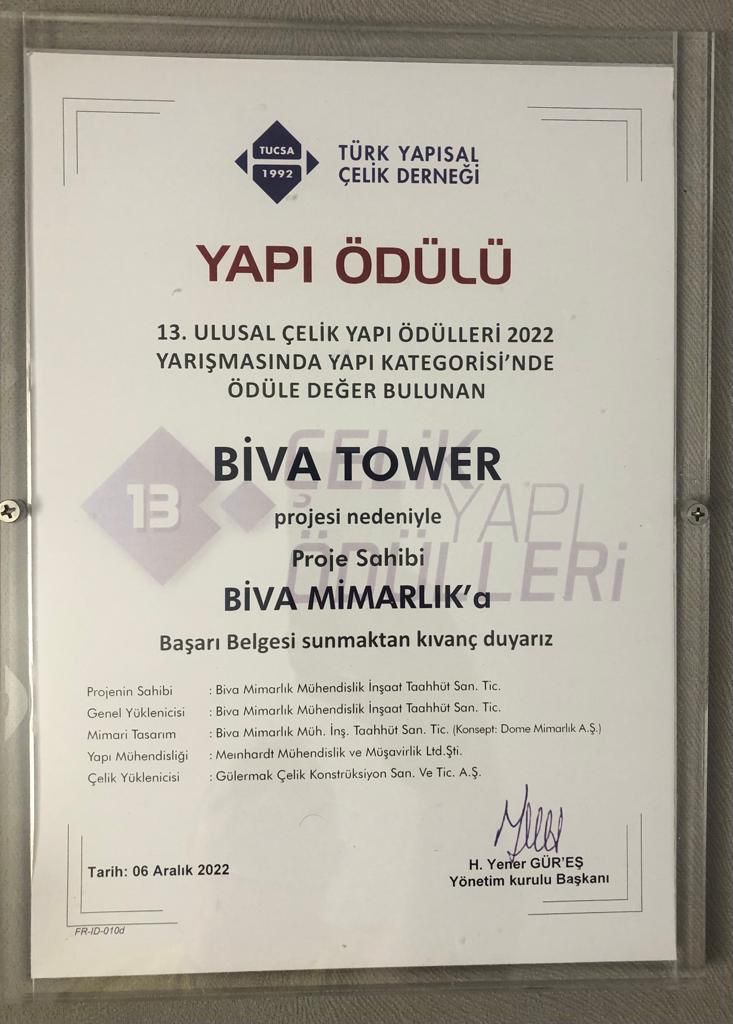 TUCSA
1992
TÜRK YAPISAL
ÇELİK DERNEĞİ
YAPI ÖDÜLÜ
13. ULUSAL ÇELİK YAPI ÖDÜLLERİ 2022
YARIŞMASINDA YAPI KATEGORİSİ’NDE
ÖDÜLE DEĞER BULUNAN
13
ÇELİK
YAPI
ÖDÜLLERİ
BİVA TOWER
projesi nedeniyle
Proje Sahibi
BİVA MİMARLIK’a
Başarı Belgesi sunmaktan kıvanç duyarız
Projenin Sahibi : Biva Mimarlık Mühendislik İnşaat Taahhüt San. Tic.
Genel Yüklenicisi : Biva Mimarlık Mühendislik İnşaat Taahhüt San. Tic.
Mimari Tasarım : Biva Mimarlık Müh. İnş. Taahhüt San. Tic. (Konsept: Dome Mimarlık A.Ş.)
Yapı Mühendisliği : Meınhardt Mühendislik ve Müşavirlik Ltd.Şti.
Çelik Yüklenicisi : Gülermak Çelik Konstrüksiyon San. Ve Tic. A.Ş.
Tarih: 06 Aralık 2022
H. Yener GÜR’EŞ
Yönetim kurulu Başkanı
FR-ID-010d